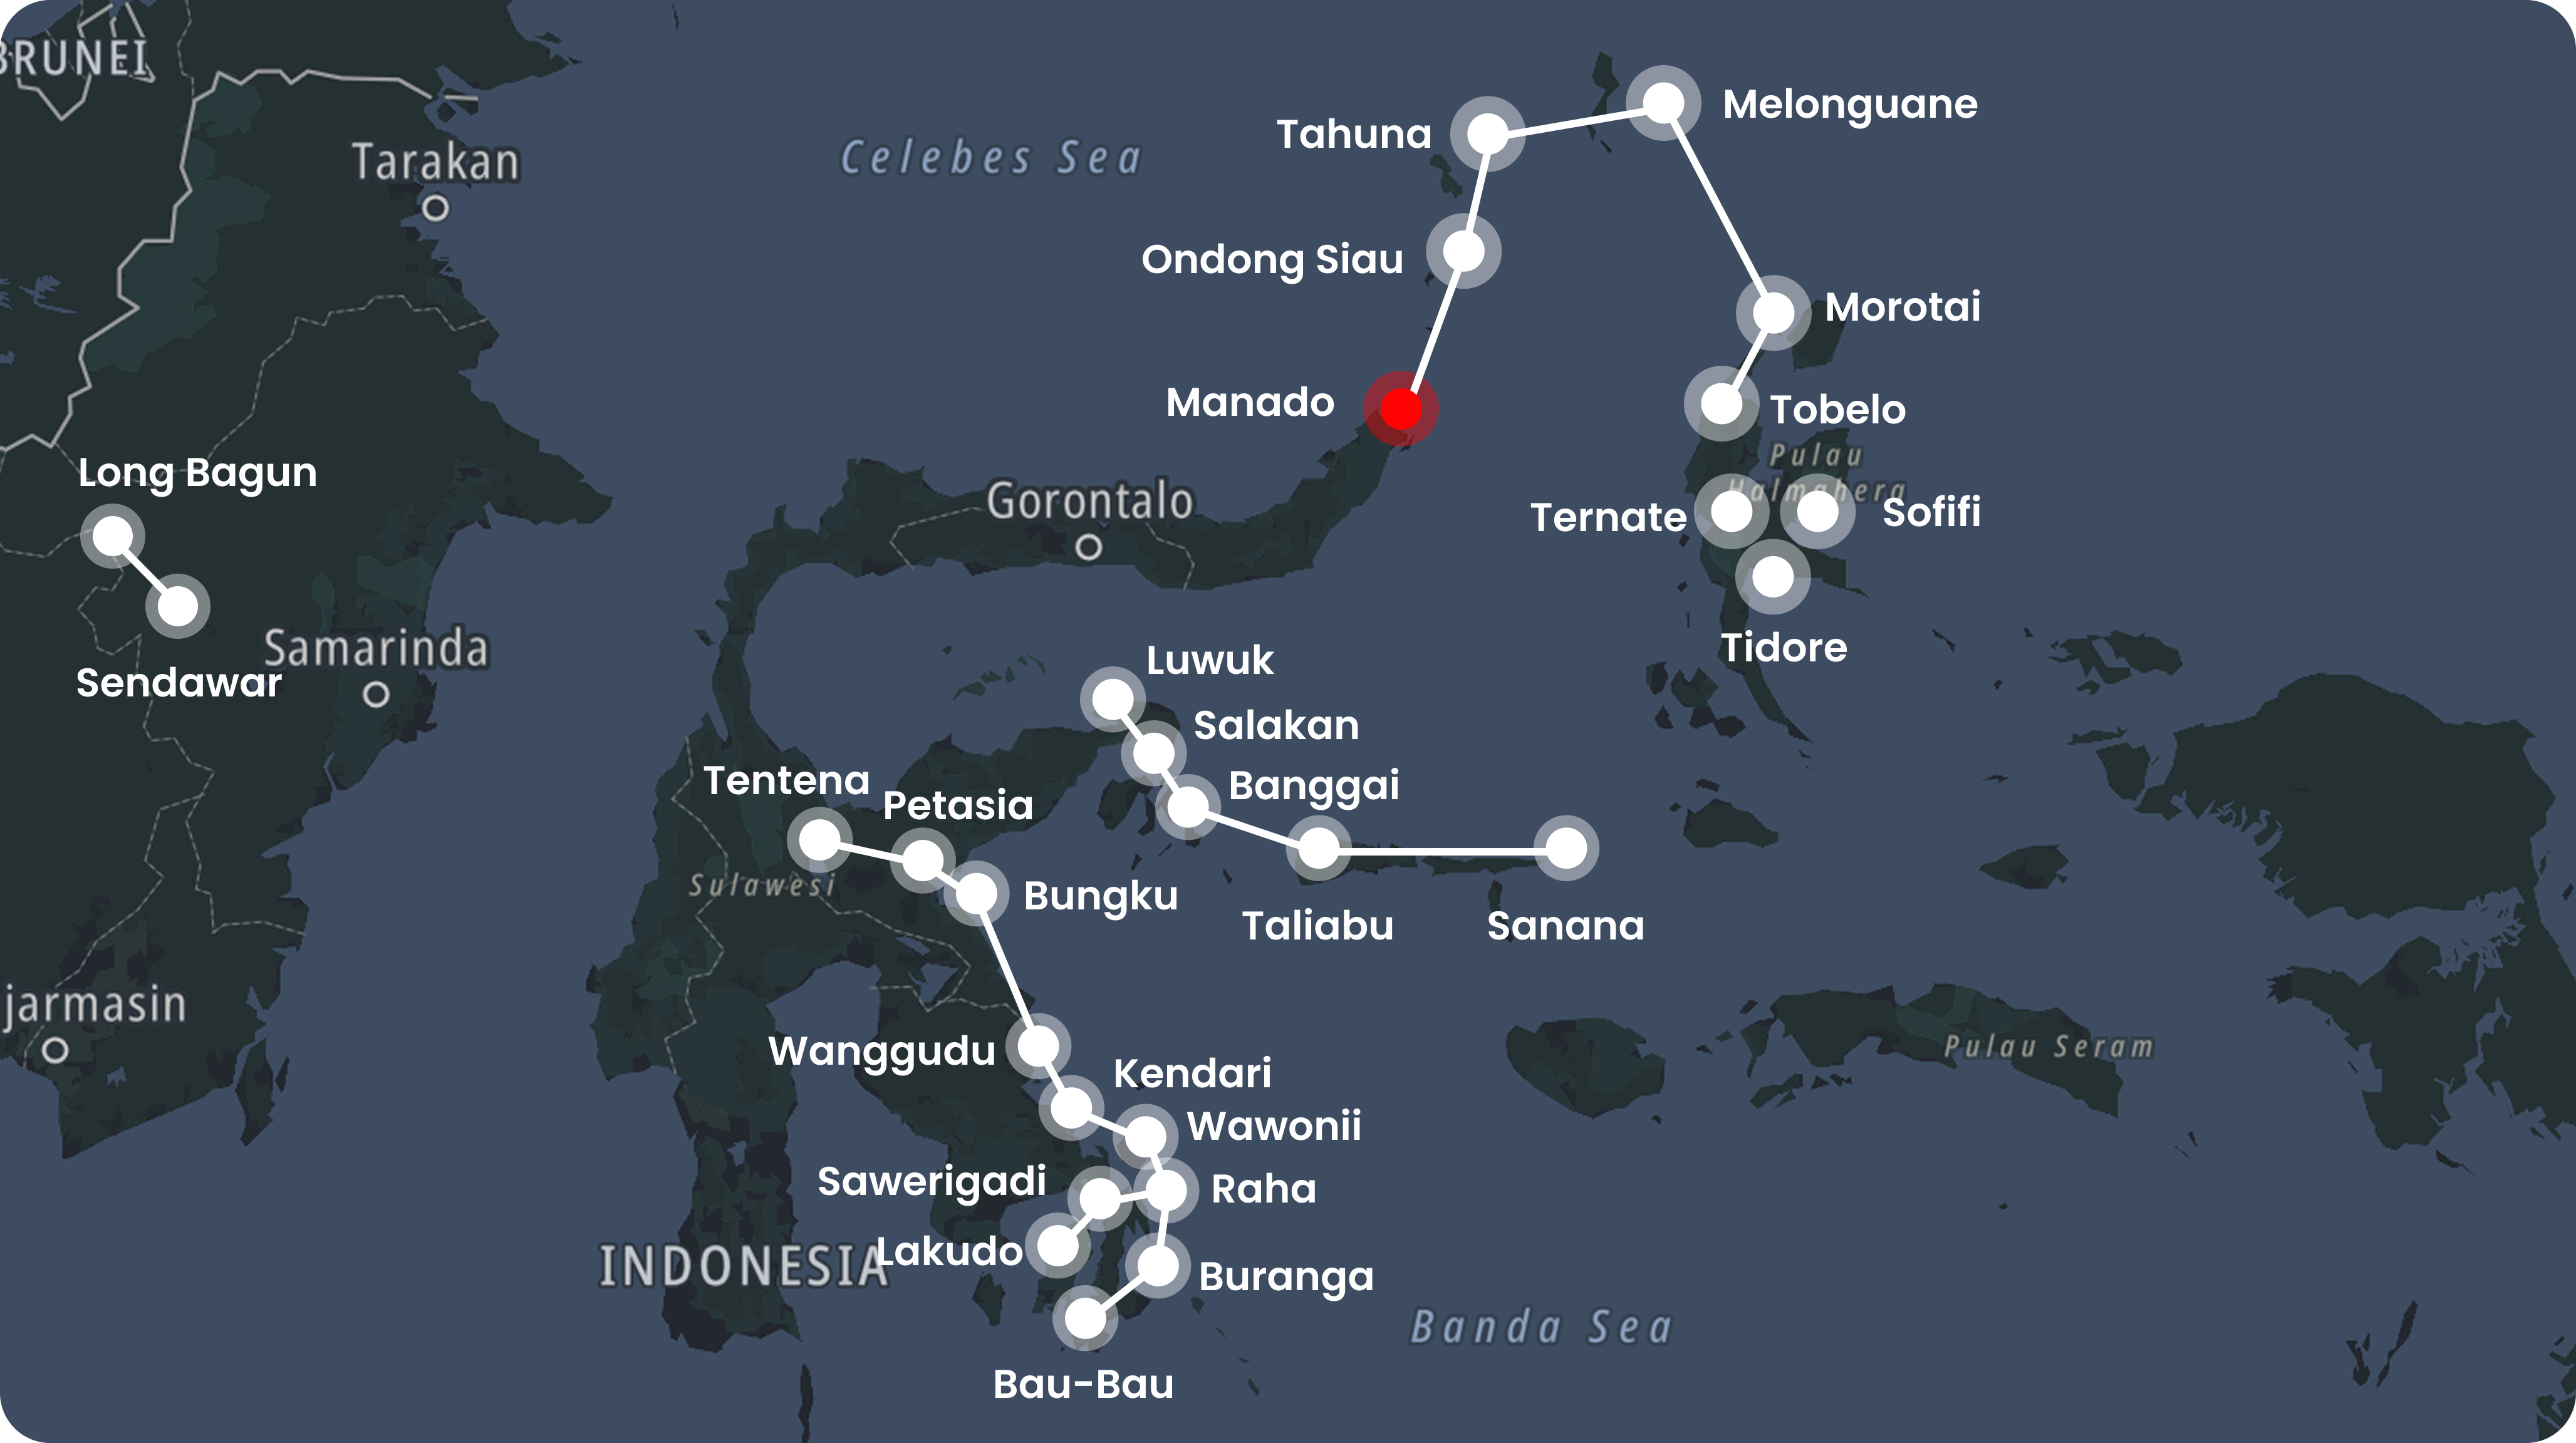 BRUNEI
Tarakan
Celebes Sea
Tahuna
Melonguane
Ondong Siau
Morotai
Manado
Tobelo
Pulau
Halmahera
Long Bagun
Gorontalo
Ternate
Sofifi
Tidore
Samarinda
Sendawar
Luwuk
Salakan
Tentena
Petasia
Banggai
Sulawesi
Bungku
Taliabu
Sanana
jarmasin
Wanggudu
Kendari
Pulau Seram
Wawonii
Sawerigadi
Raha
INDONESIA
Lakudo
Buranga
Banda Sea
Bau-Bau